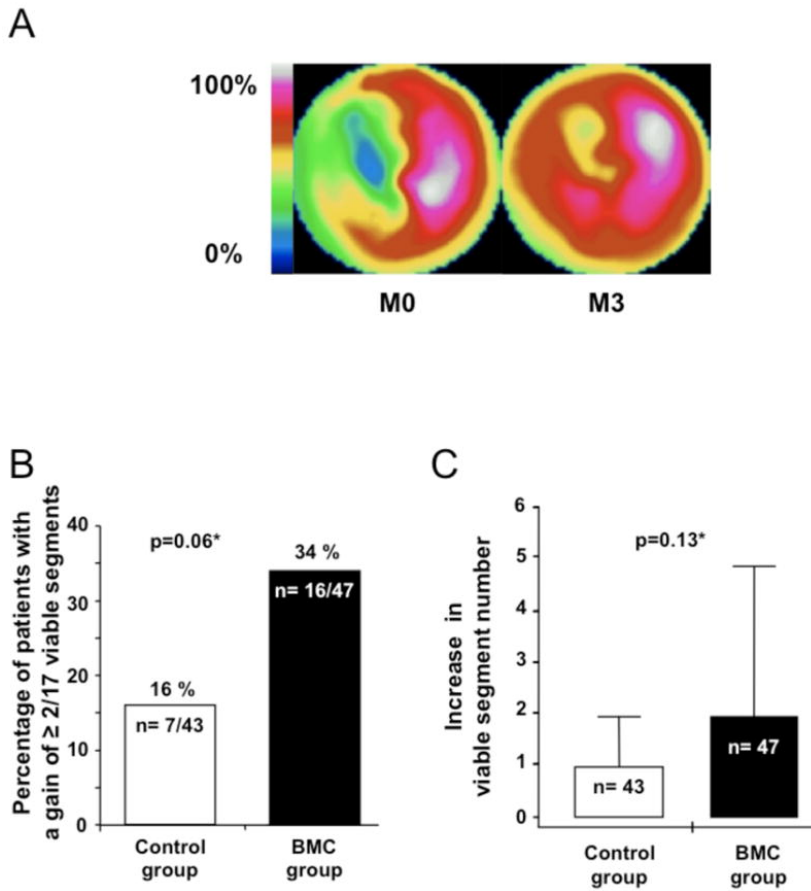 A
100%
0%
M0
M3
B
Percentage of patients with
a gain of ≥ 2/17 viable segments
40
30
20
10
0
p=0.06*
16 %
n= 7/43
34 %
n= 16/47
Control
group
BMC
group
C
Increase in
viable segment number
6
5
4
3
2
1
0
p=0.13*
n= 43
n= 47
Control
group
BMC
group